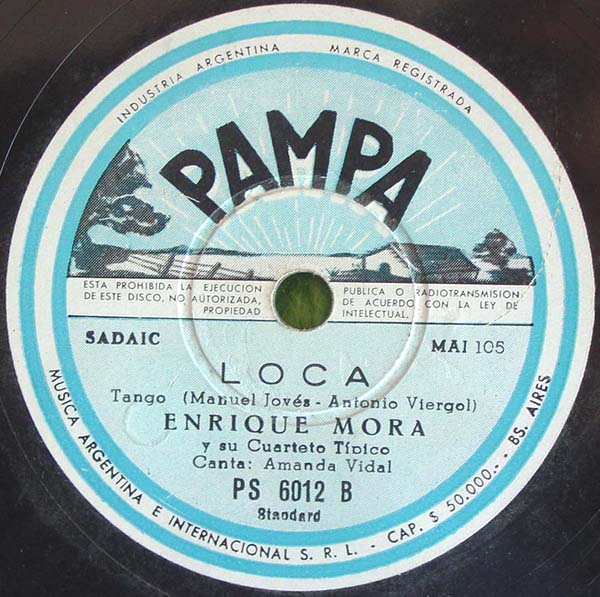 INDUSTRIA ARGENTINA MARCA REGISTRADA
PAMPA
ESTA PROHIBIDA LA EJECUCION PUBLICA O RADIOTRANSMISION
DE ESTE DISCO, NO AUTORIZADA, DE ACUERDO CON LA LEY DE
PROPIEDAD INTELECTUAL,
SADAIC MAI 105
LOCA
Tango (Manuel Jovés - Antonio Viergol)
ENRIQUE MORA
y su Cuarteto Típico
Canta: Amanda Vidal
PS 6012 B
Standard
MUSICA ARGENTINA E INTERNACIONAL S. R. L. - CAP. $ 50.000.- BS. AIRES